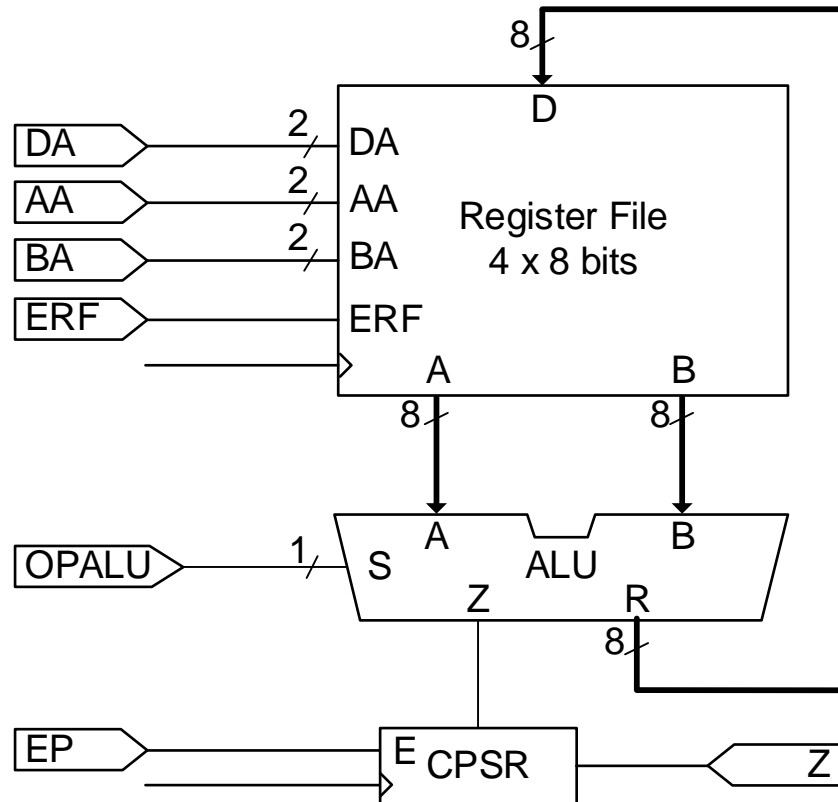 8
D
DA
2
DA
AA
2
AA
BA
2
BA
ERF
ERF
Register File
4 x 8 bits
A
B
8
8
OPALU
1
S
A
ALU
B
Z
R
8
EP
E
CPSR
Z